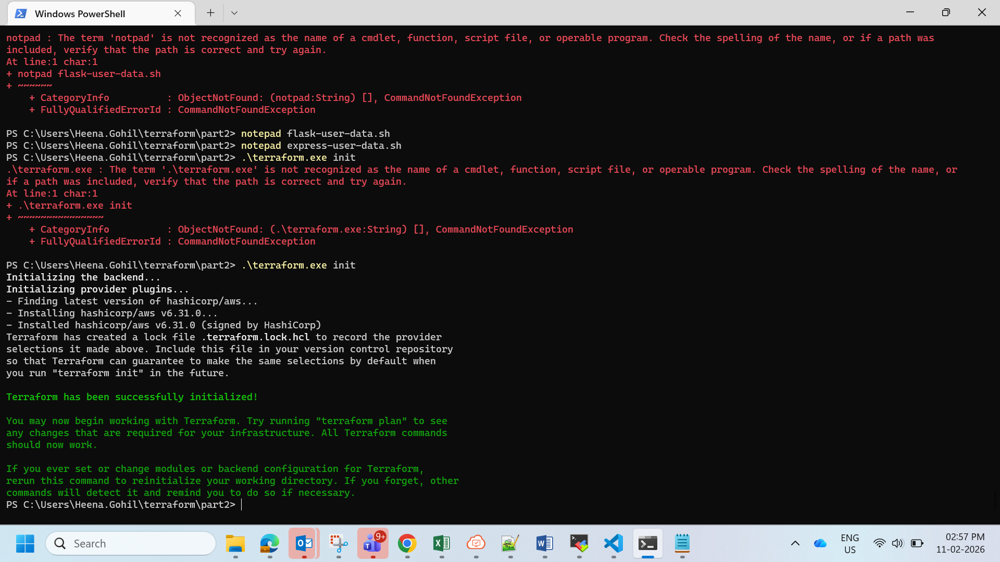 Windows PowerShell
notpad : The term 'notpad' is not recognized as the name of a cmdlet, function, script file, or operable program. Check the spelling of the name, or if a path was
included, verify that the path is correct and try again.
At line:1 char:1
+ notpad flask-user-data.sh
+ ~~~~~~
    + CategoryInfo          : ObjectNotFound: (notpad:String) [], CommandNotFoundException
    + FullyQualifiedErrorId : CommandNotFoundException

PS C:\Users\Heena.Gohil\terraform\part2> notepad flask-user-data.sh
PS C:\Users\Heena.Gohil\terraform\part2> notepad express-user-data.sh
PS C:\Users\Heena.Gohil\terraform\part2> .\terraform.exe init
.\terraform.exe : The term '.\terraform.exe' is not recognized as the name of a cmdlet, function, script file, or operable program. Check the spelling of the name, or
if a path was included, verify that the path is correct and try again.
At line:1 char:1
+ .\terraform.exe init
+ ~~~~~~~~~~~~~~~
    + CategoryInfo          : ObjectNotFound: (.\terraform.exe:String) [], CommandNotFoundException
    + FullyQualifiedErrorId : CommandNotFoundException

PS C:\Users\Heena.Gohil\terraform\part2> .\terraform.exe init
Initializing the backend...
Initializing provider plugins...
- Finding latest version of hashicorp/aws...
- Installing hashicorp/aws v6.31.0...
- Installed hashicorp/aws v6.31.0 (signed by HashiCorp)
Terraform has created a lock file .terraform.lock.hcl to record the provider
selections it made above. Include this file in your version control repository
so that Terraform can guarantee to make the same selections by default when
you run "terraform init" in the future.

Terraform has been successfully initialized!

You may now begin working with Terraform. Try running "terraform plan" to see
any changes that are required for your infrastructure. All Terraform commands
should now work.

If you ever set or change modules or backend configuration for Terraform,
rerun this command to reinitialize your working directory. If you forget, other
commands will detect it and remind you to do so if necessary.
PS C:\Users\Heena.Gohil\terraform\part2>
Search
9+
ENG
US
02:57 PM
11-02-2026